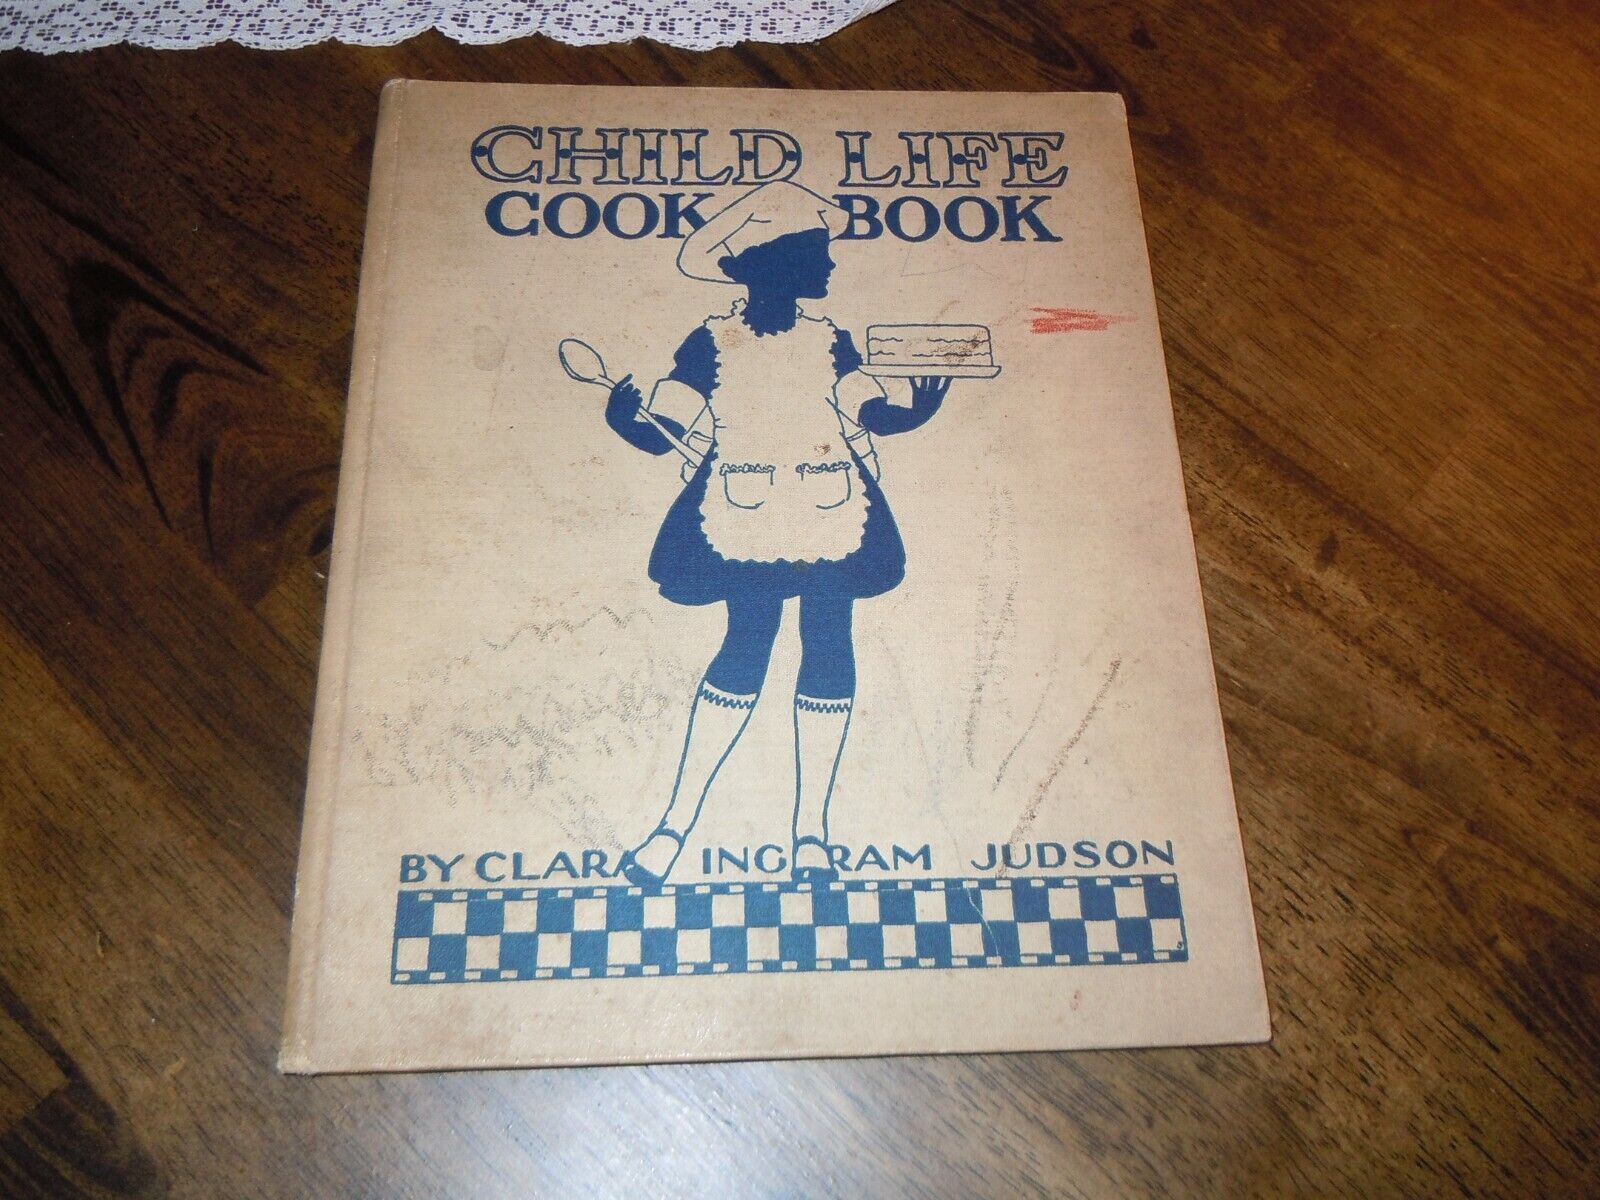 CHILD LIFE
COOK BOOK
BY CLARA INGRAM JUDSON